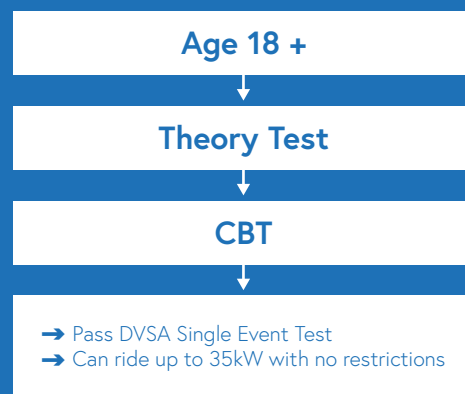 Age 18 +
Theory Test
CBT
➔ Pass DVSA Single Event Test
➔ Can ride up to 35kW with no restrictions